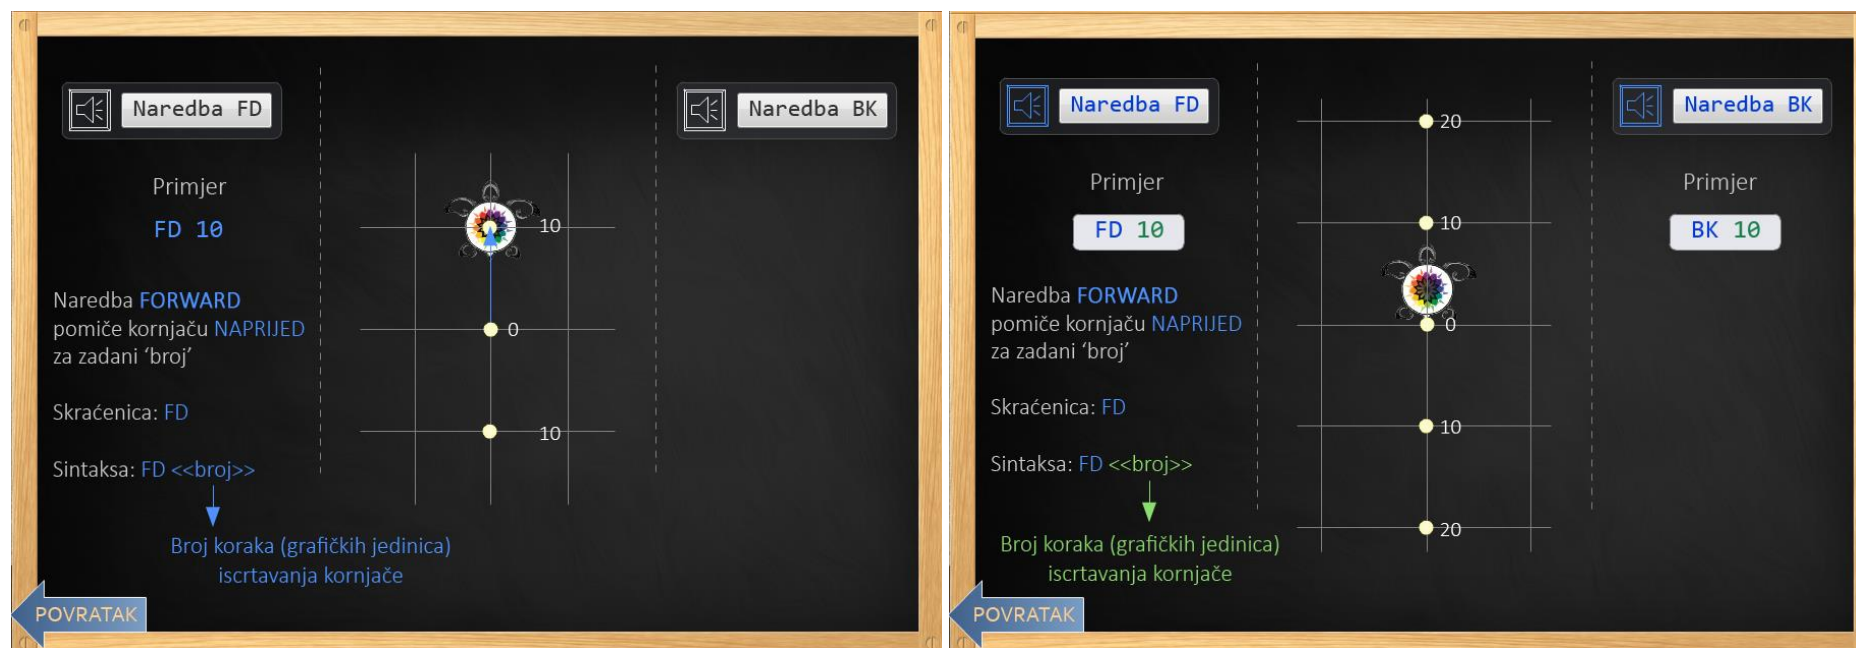 Naredba FD
Naredba BK
Primjer
FD 10
10
0
10
Naredba FORWARD
pomiče kornjaču NAPRIJED
za zadani ‘broj’
Skraćenica: FD
Sintaksa: FD <<broj>>
Broj koraka (grafičkih jedinica)
iscrtavanja kornjače
POVRATAK
Naredba FD
Naredba BK
Primjer
FD 10
Primjer
BK 10
20
10
0
10
20
Naredba FORWARD
pomiče kornjaču NAPRIJED
za zadani ‘broj’
Skraćenica: FD
Sintaksa: FD <<broj>>
Broj koraka (grafičkih jedinica)
iscrtavanja kornjače
POVRATAK